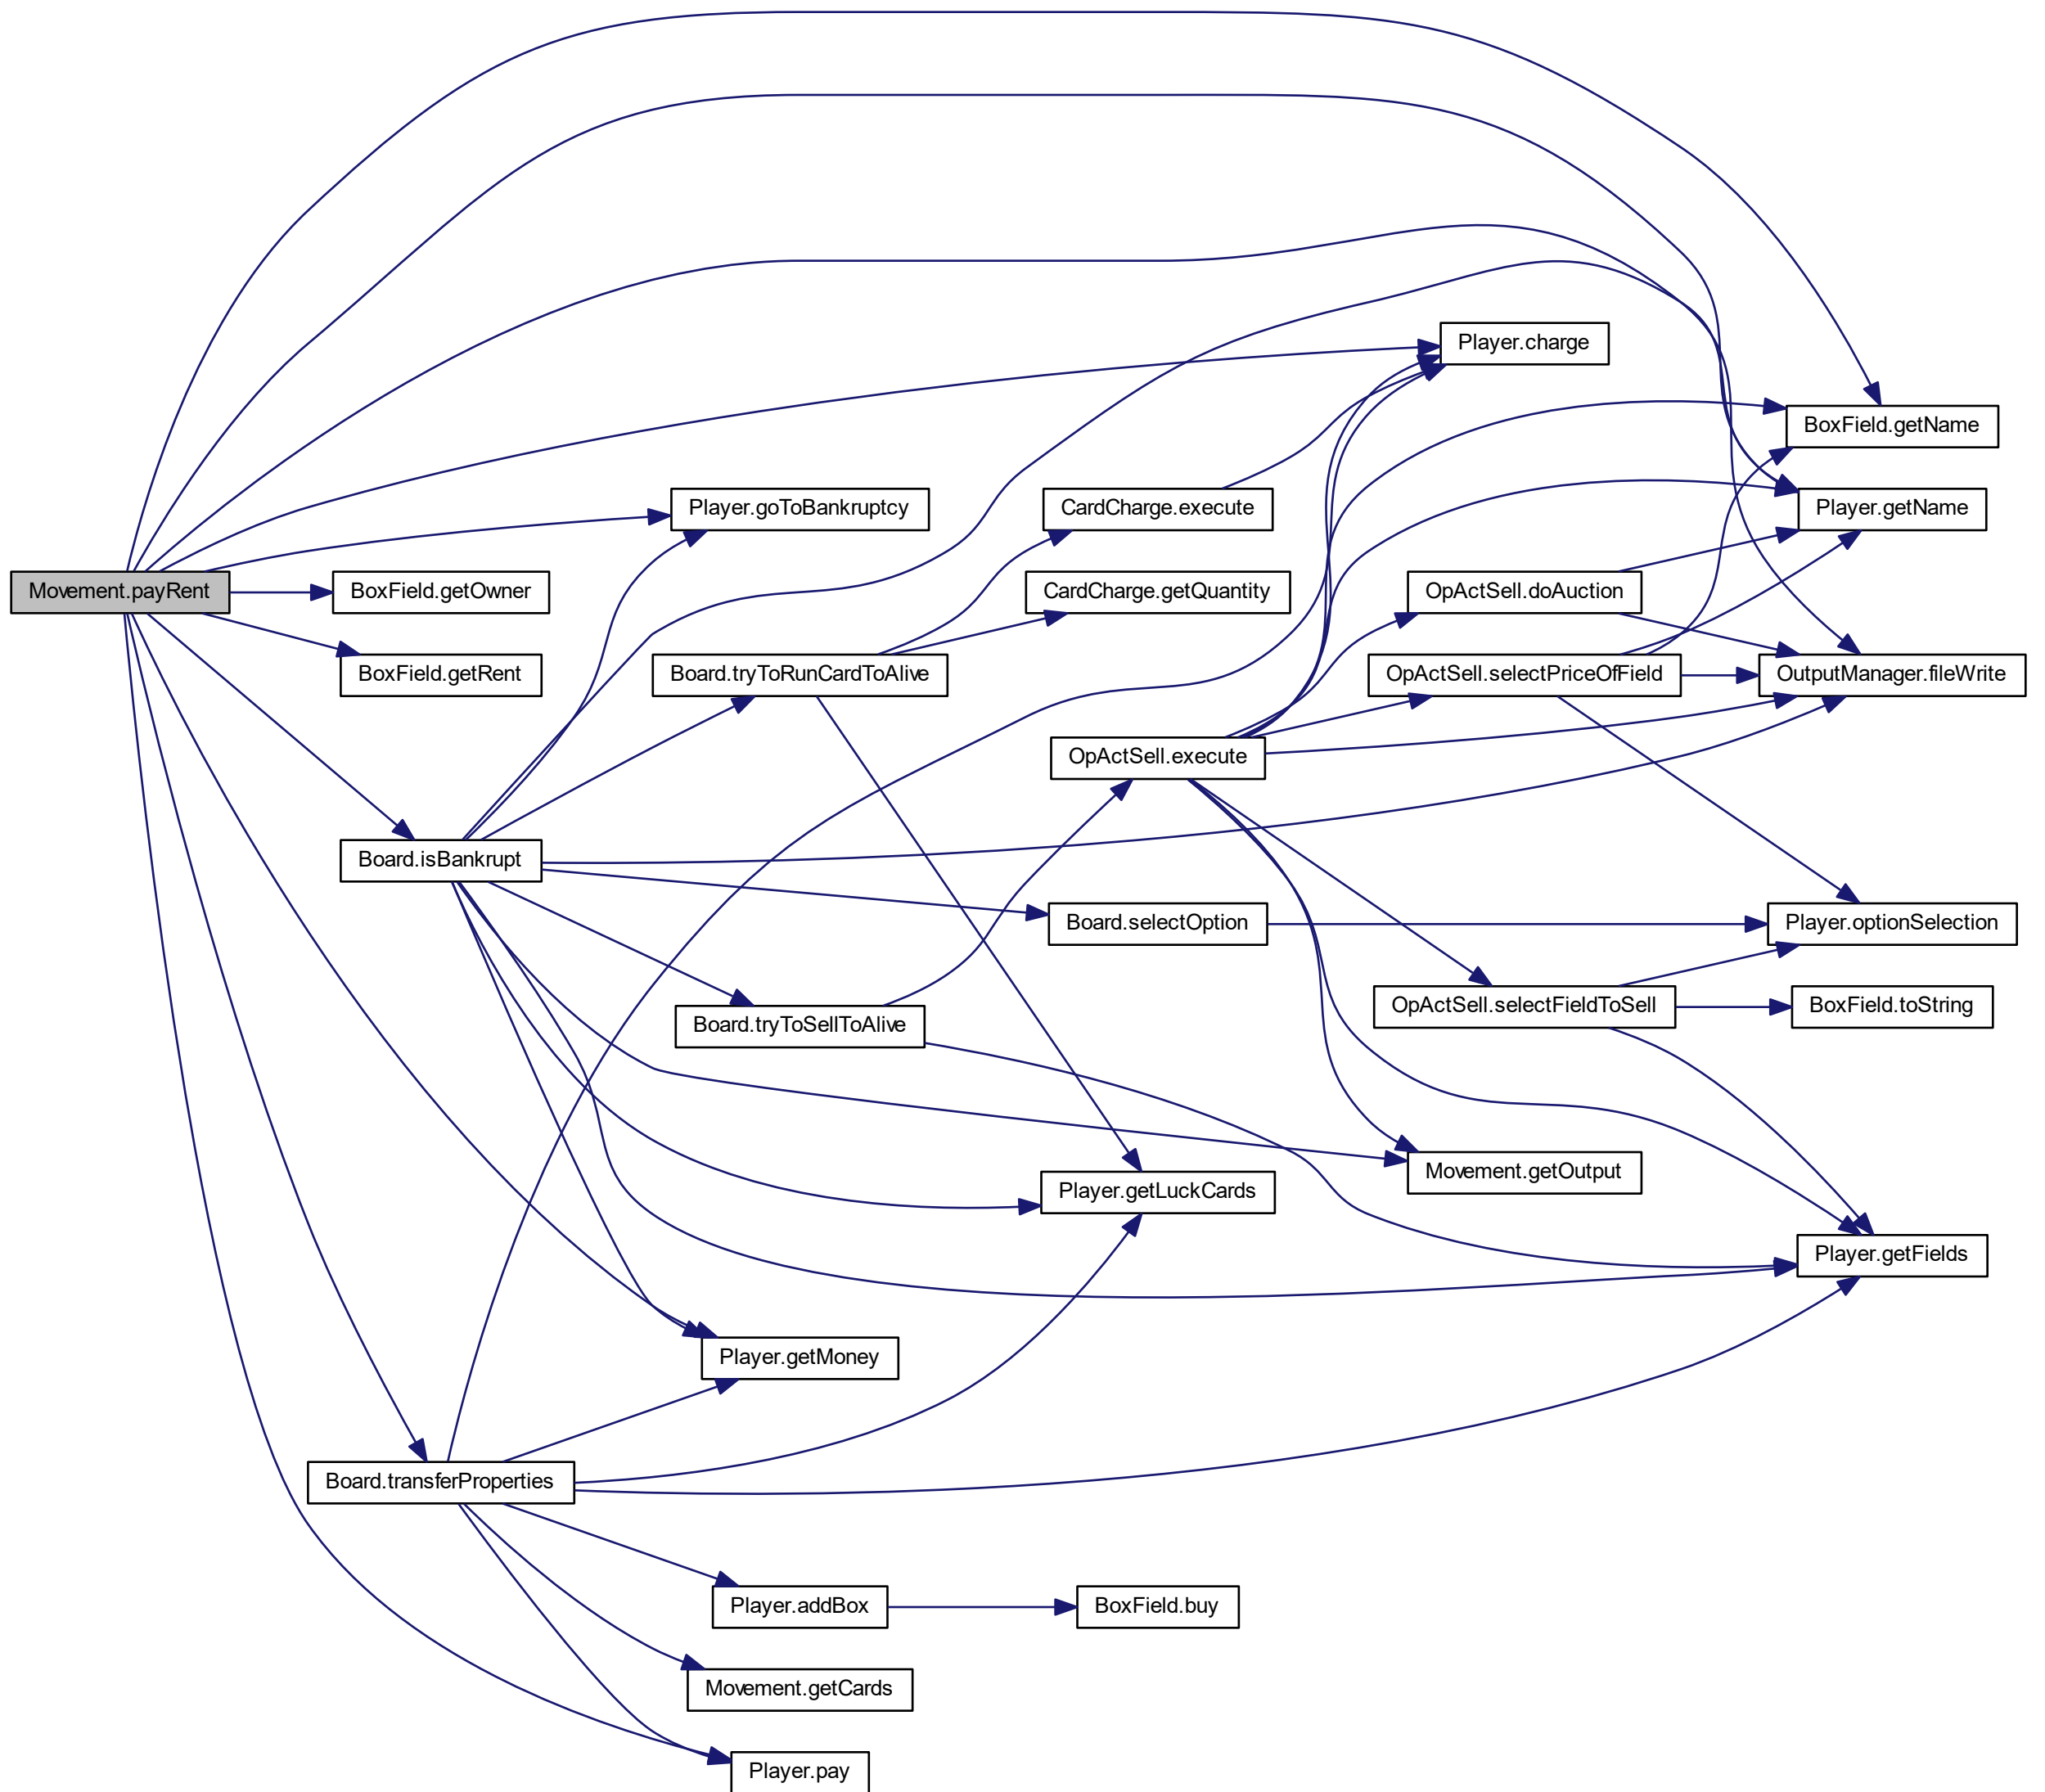 Player.charge
BoxField.getName
Player.goToBankruptcy
CardCharge.execute
Player.getName
Movement.payRent
BoxField.getOwner
CardCharge.getQuantity
OpActSell.doAuction
BoxField.getRent
Board.tryToRunCardToAlive
OpActSell.selectPriceOfField
OutputManager.fileWrite
OpActSell.execute
Board.isBankrupt
Board.selectOption
Player.optionSelection
Board.tryToSellToAlive
OpActSell.selectFieldToSell
BoxField.toString
Movement.getOutput
Player.getLuckCards
Player.getFields
Player.getMoney
Board.transferProperties
Player.addBox
BoxField.buy
Movement.getCards
Player.pay